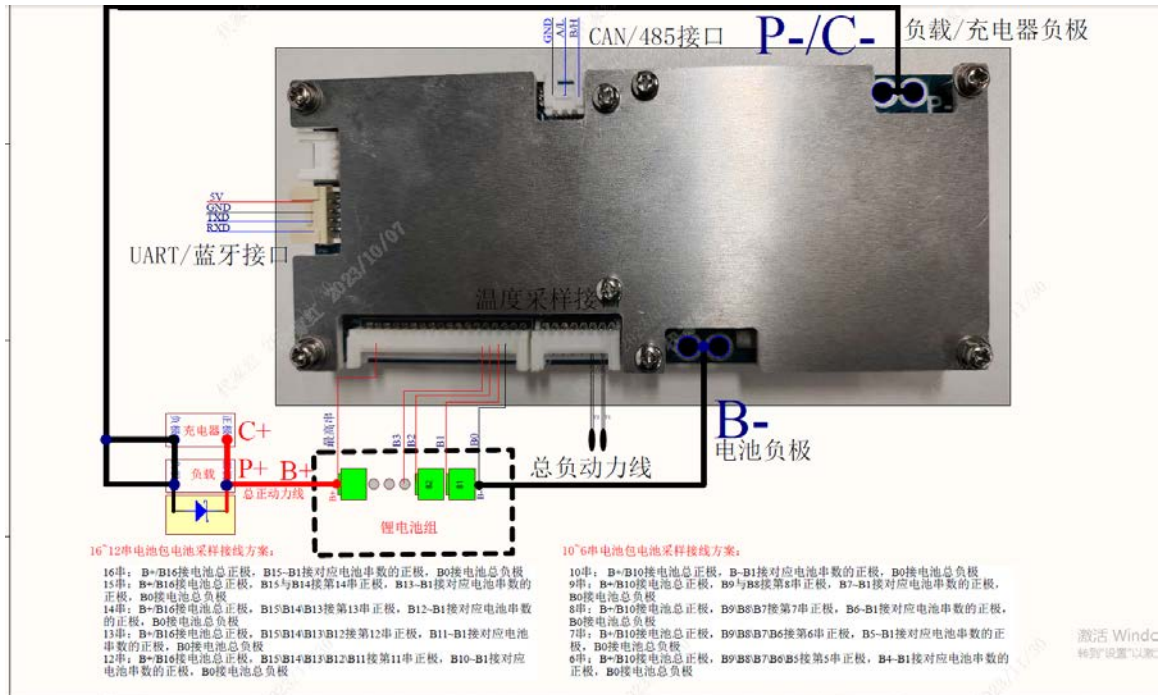 GND
A/L
B/H
CAN/485接口
P-/C-
负载/充电器负极
P-
5V
GND
TXD
RXD
UART/蓝牙接口
2023/10/07
温度采样接口
最高串
B3
B2
B1
B0
B-
电池负极
总负动力线
负极
充电器
正极
C+
负载
P+
B+
总正动力线
B+
B2
B1
B-
锂电池组
16~12串电池包电池采样接线方案:
16串: B+/B16接电池总正极, B15~B1接对应电池串数的正极, B0接电池总负极
15串: B+/B16接电池总正极, B15与B14接第14串正极, B13~B1接对应电池串数的
正极, B0接电池总负极
14串: B+/B16接电池总正极, B15\B14\B13接第13串正极, B12~B1接对应电池串数
的正极, B0接电池总负极
13串: B+/B16接电池总正极, B15\B14\B13\B12接第12串正极, B11~B1接对应电池
串数的正极, B0接电池总负极
12串: B+/B16接电池总正极, B15\B14\B13\B12\B11接第11串正极, B10~B1接对应
电池串数的正极, B0接电池总负极
10~6串电池包电池采样接线方案:
10串: B+/B10接电池总正极, B~B1接对应电池串数的正极, B0接电池总负极
9串: B+/B10接电池总正极, B9与B8接第8串正极, B7~B1接对应电池串数的正极,
B0接电池总负极
8串: B+/B10接电池总正极, B9\B8\B7接第7串正极, B6~B1接对应电池串数的正极,
B0接电池总负极
7串: B+/B10接电池总正极, B9\B8\B7\B6接第6串正极, B5~B1接对应电池串数的正
极, B0接电池总负极
6串: B+/B10接电池总正极, B9\B8\B7\B6\B5接第5串正极, B4~B1接对应电池串数的
正极, B0接电池总负极
激活 Windo
转到"设置"以激